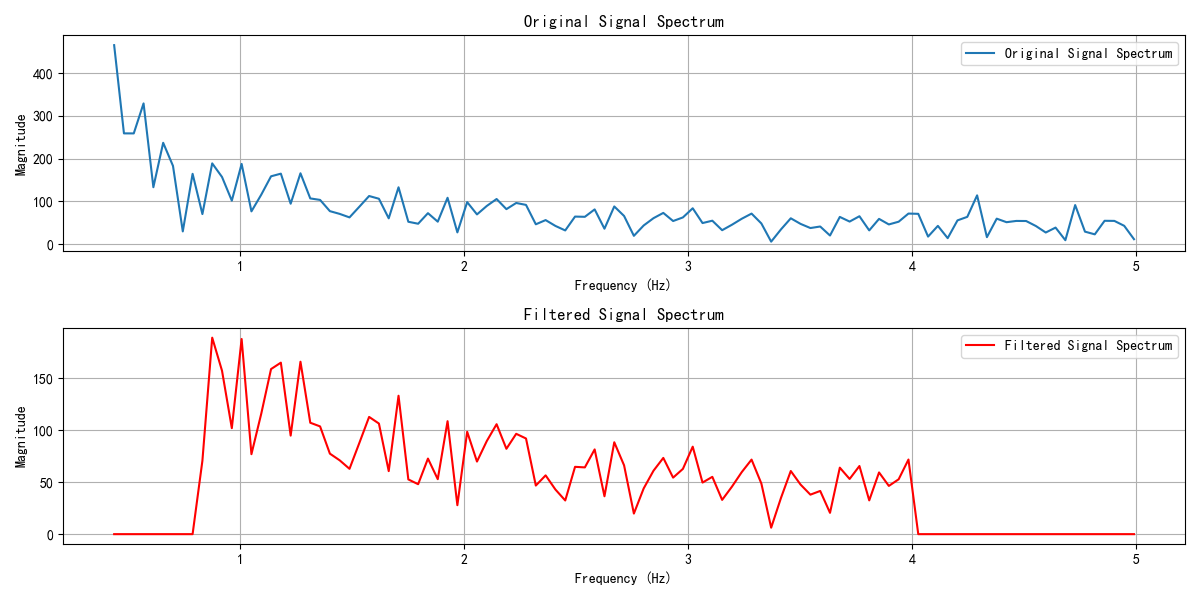 Original Signal Spectrum
Original Signal Spectrum
400
300
200
100
0
Magnitude
1 2 3 4 5
Frequency (Hz)
Filtered Signal Spectrum
Filtered Signal Spectrum
150
100
50
0
Magnitude
1 2 3 4 5
Frequency (Hz)